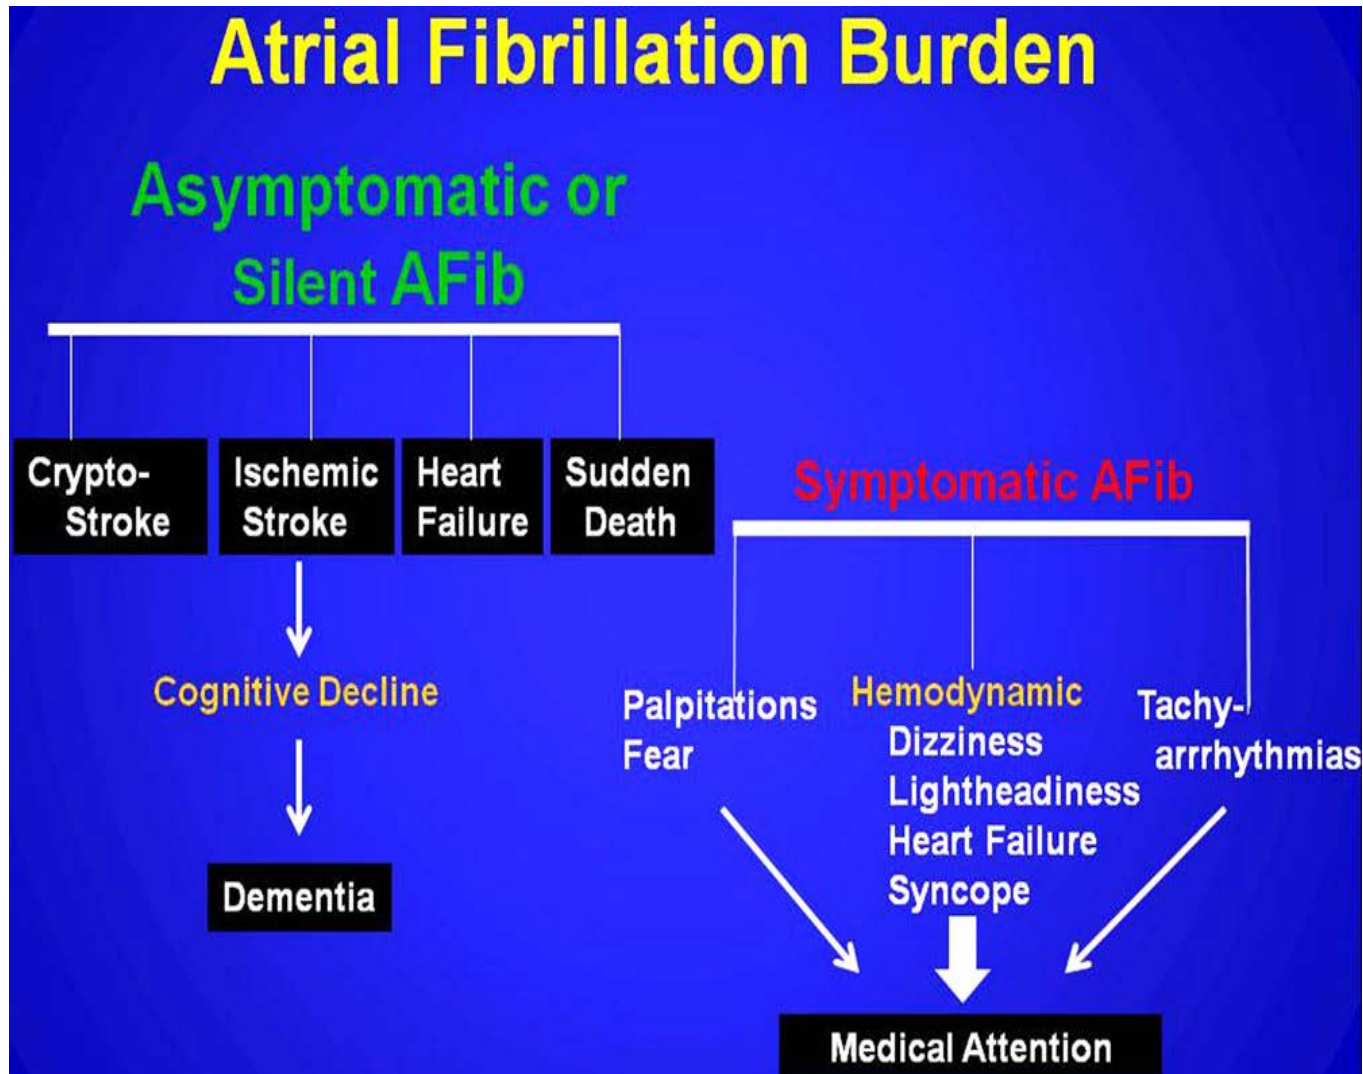 Atrial Fibrillation Burden
Asymptomatic or
Silent AFib
Crypto-
Stroke
Ischemic
Stroke
Heart
Failure
Sudden
Death
Cognitive Decline
Dementia
Symptomatic AFib
Palpitations
Fear
Hemodynamic
Dizziness
Lightheadiness
Heart Failure
Syncope
Tachy-
arrrhythmias
Medical Attention